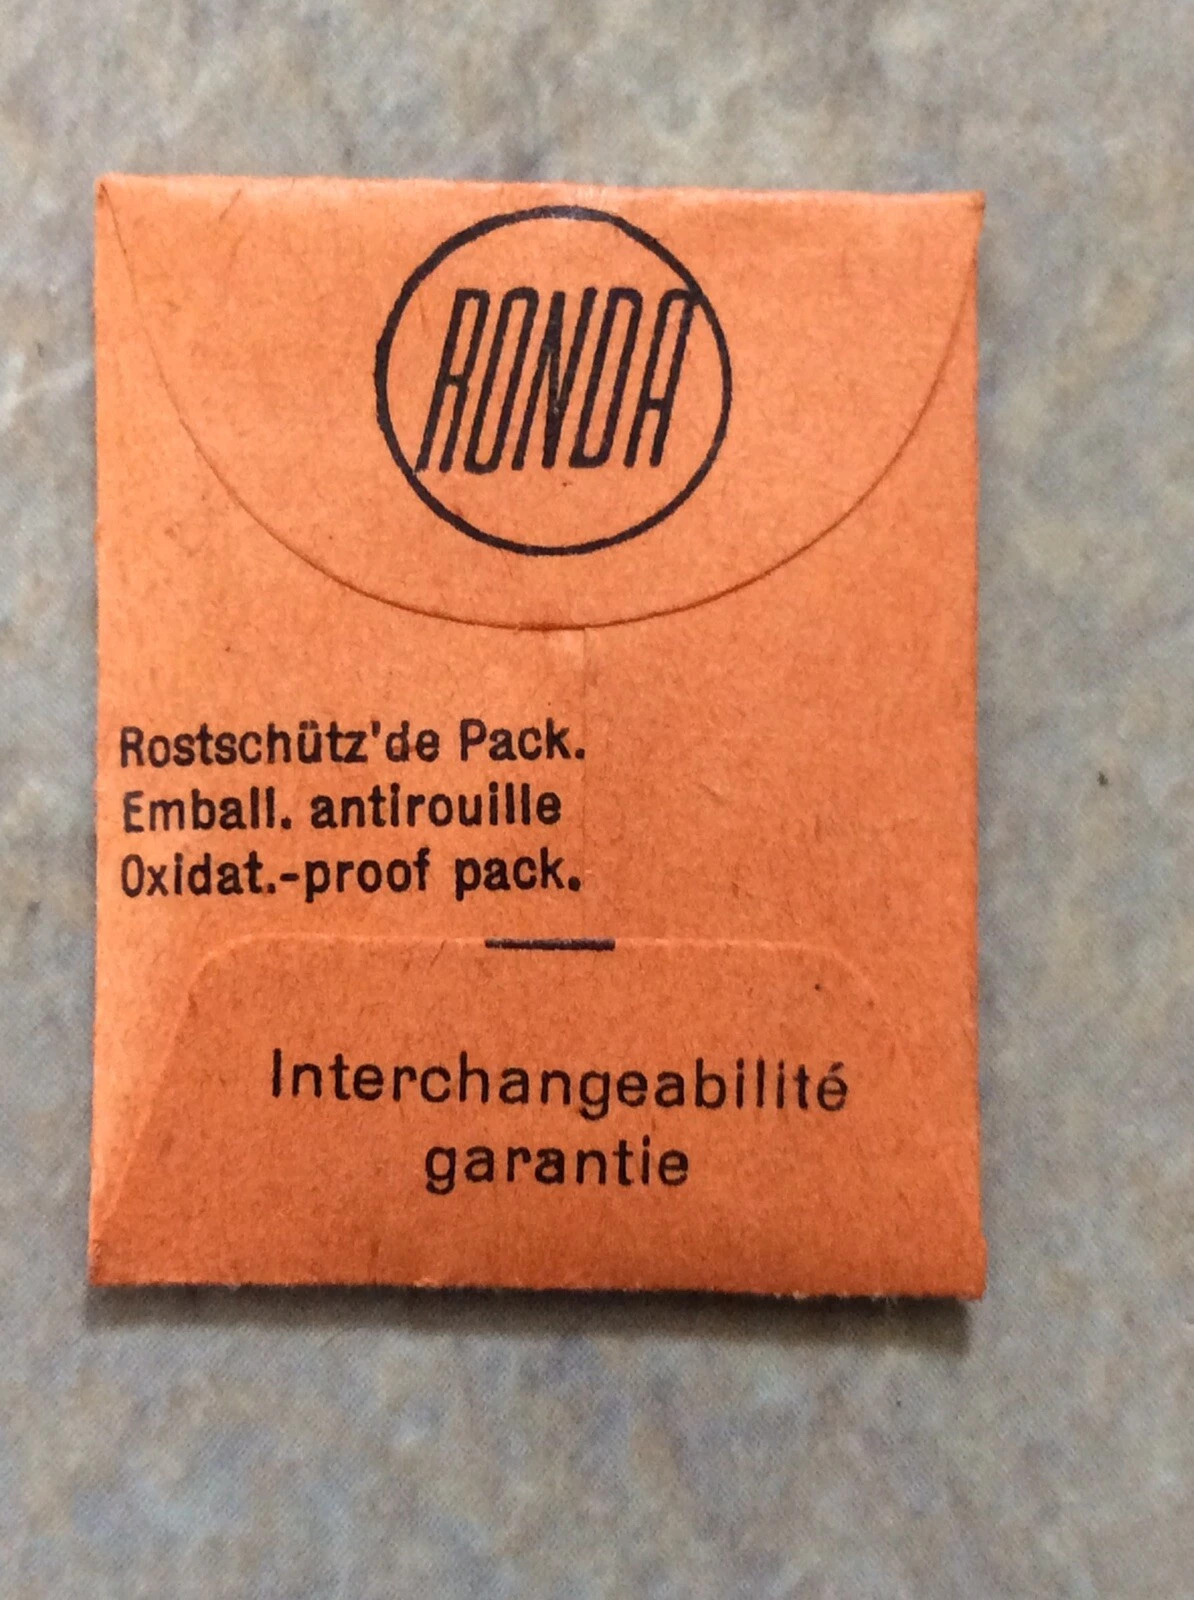 RONDA
Rostschütz'de Pack.
Emball. antirouille
Oxidat.-proof pack.
Interchangeabilité
garantie